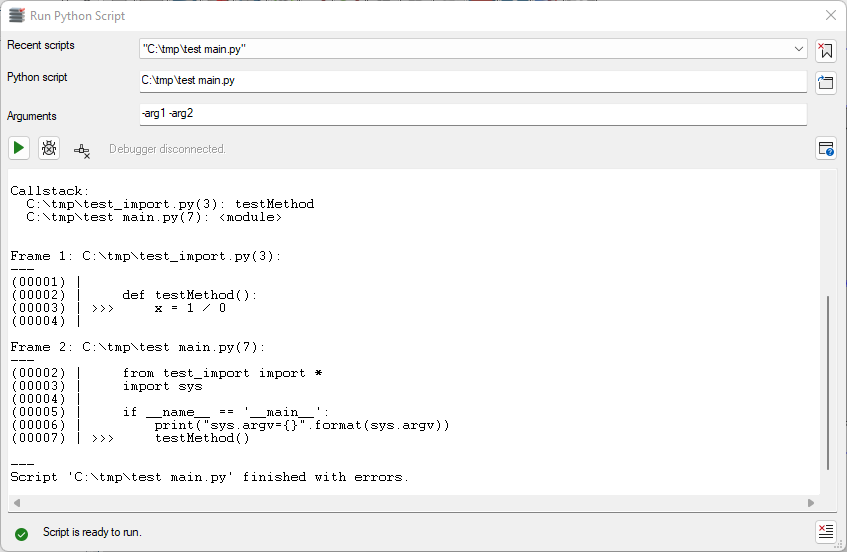 Run Python Script
Recent scripts
"C:\tmp\test main.py"
Python script
C:\tmp\test main.py
Arguments
-arg1 -arg2
Debugger disconnected.
Callstack:
  C:\tmp\test_import.py(3): testMethod
  C:\tmp\test main.py(7): <module>
Frame 1: C:\tmp\test_import.py(3):
---
(00001) |
(00002) |     def testMethod():
(00003) | >>>     x = 1 / 0
(00004) |
Frame 2: C:\tmp\test main.py(7):
---
(00002) |     from test_import import *
(00003) |     import sys
(00004) |
(00005) |     if __name__ == '__main__':
(00006) |         print("sys.argv={}".format(sys.argv))
(00007) | >>>     testMethod()
---
Script 'C:\tmp\test main.py' finished with errors.
Script is ready to run.